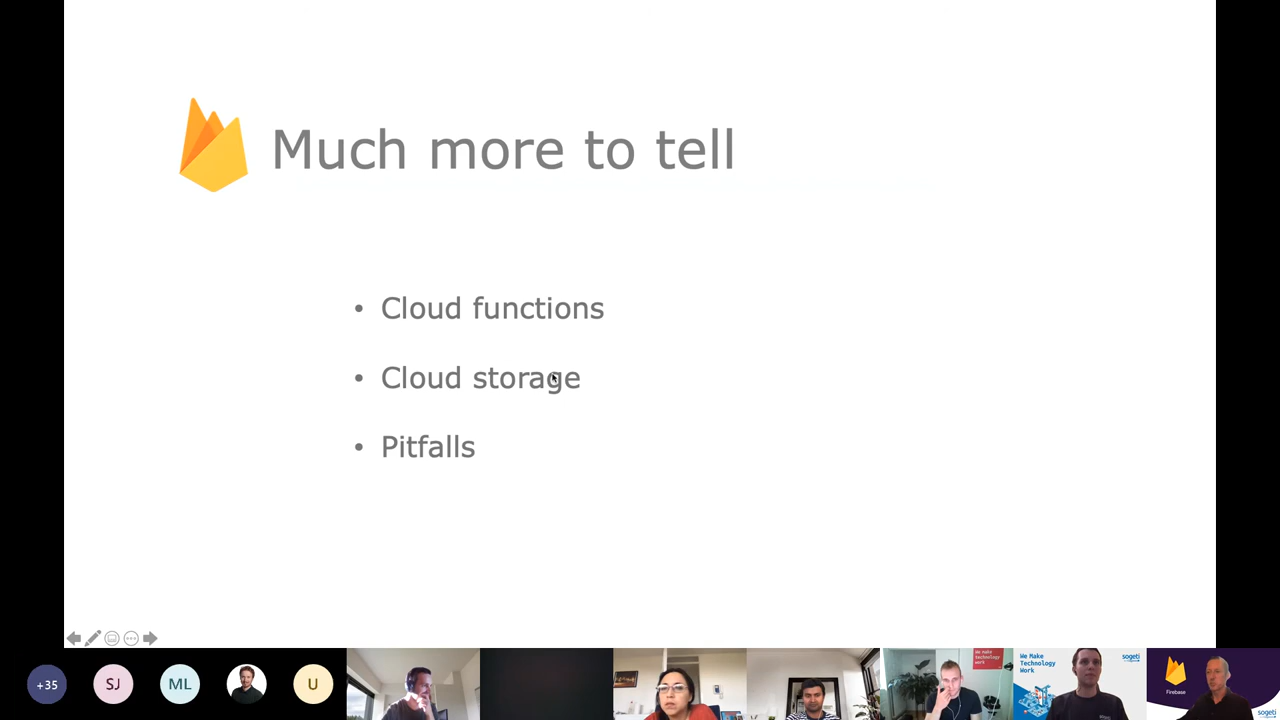 Much more to tell
• Cloud functions
• Cloud storage
• Pitfalls
+35
SJ
ML
U
We make
technology
work
We Make
Technology
Work
sogeti
Firebase
sogeti